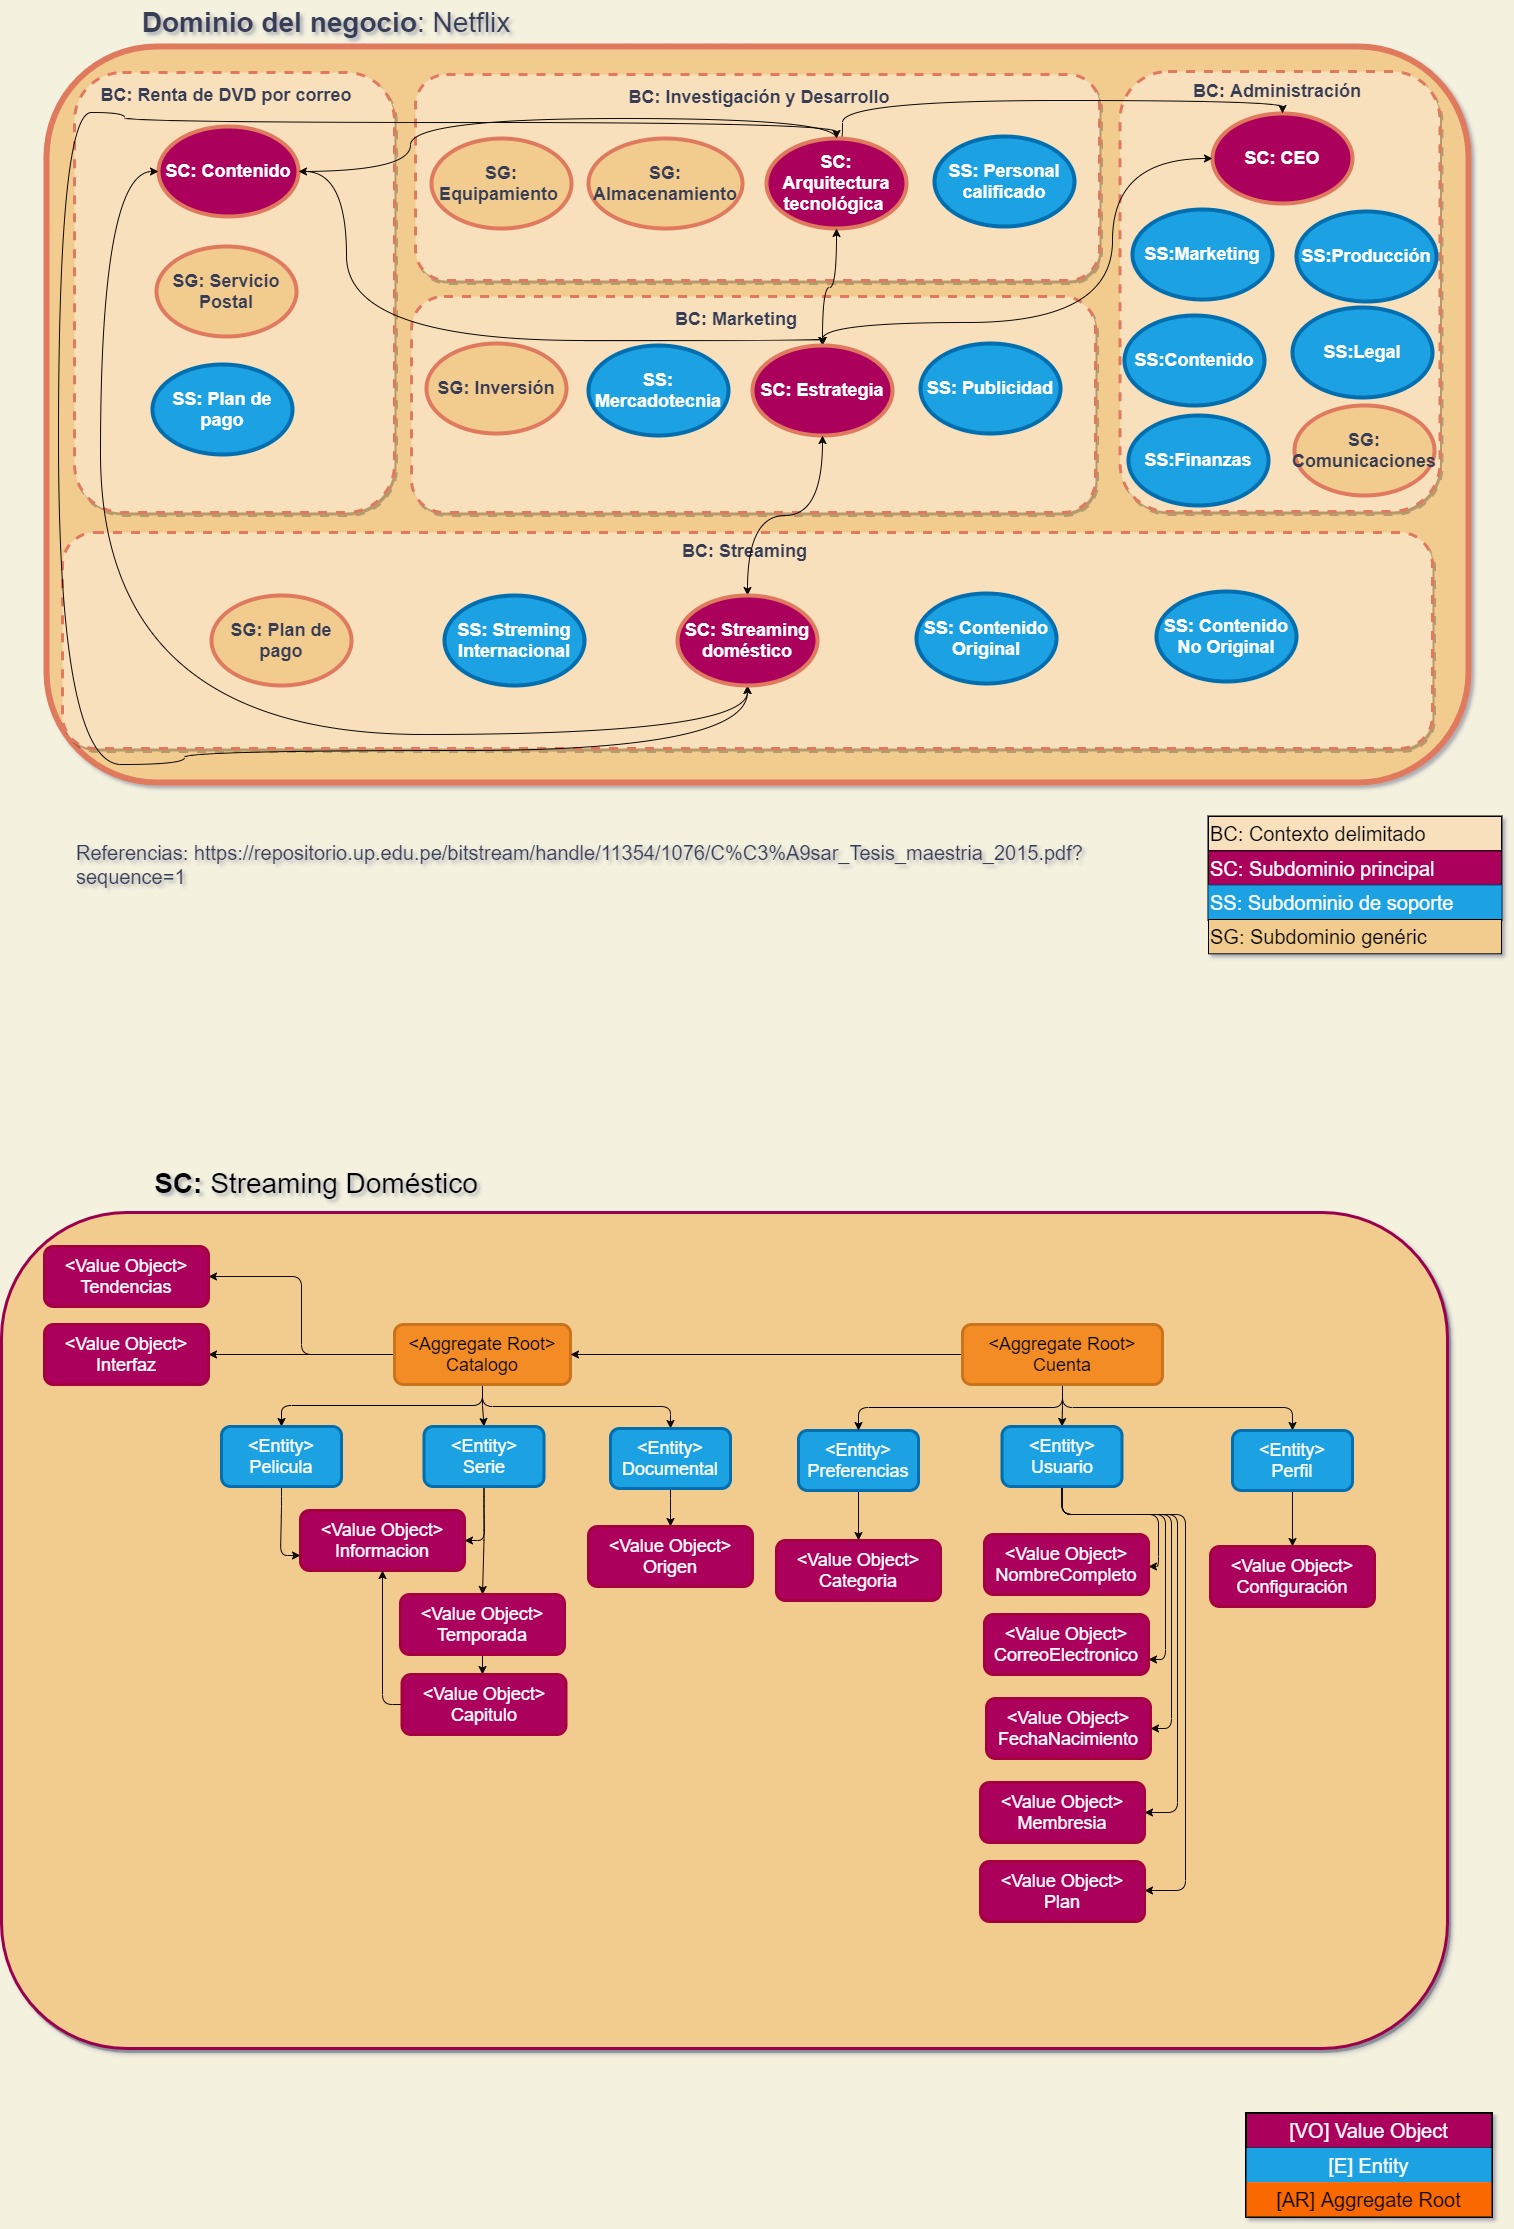 Dominio del negocio: Netflix
BC: Renta de DVD por correo
SC: Contenido
SG: Servicio
Postal
SS: Plan de
pago
BC: Investigación y Desarrollo
SG:
Equipamiento
SG:
Almacenamiento
SC:
Arquitectura
tecnológica
SS: Personal
calificado
BC: Administración
SC: CEO
SS:Marketing
SS:Producción
SS:Contenido
SS:Legal
SS:Finanzas
SG:
Comunicaciones
BC: Marketing
SG: Inversión
SS:
Mercadotecnia
SC: Estrategia
SS: Publicidad
BC: Streaming
SG: Plan de
pago
SS: Streming
Internacional
SC: Streaming
doméstico
SS: Contenido
Original
SS: Contenido
No Original
Referencias: https://repositorio.up.edu.pe/bitstream/handle/11354/1076/C%C3%A9sar_Tesis_maestria_2015.pdf?
sequence=1
BC: Contexto delimitado
SC: Subdominio principal
SS: Subdominio de soporte
SG: Subdominio genéric
SC: Streaming Doméstico
<Value Object>
Tendencias
<Value Object>
Interfaz
<Aggregate Root>
Catalogo
<Aggregate Root>
Cuenta
<Entity>
Pelicula
<Entity>
Serie
<Entity>
Documental
<Entity>
Preferencias
<Entity>
Usuario
<Entity>
Perfil
<Value Object>
Informacion
<Value Object>
Origen
<Value Object>
Categoria
<Value Object>
NombreCompleto
<Value Object>
Configuración
<Value Object>
Temporada
<Value Object>
CorreoElectronico
<Value Object>
Capitulo
<Value Object>
FechaNacimiento
<Value Object>
Membresia
<Value Object>
Plan
[VO] Value Object
[E] Entity
[AR] Aggregate Root